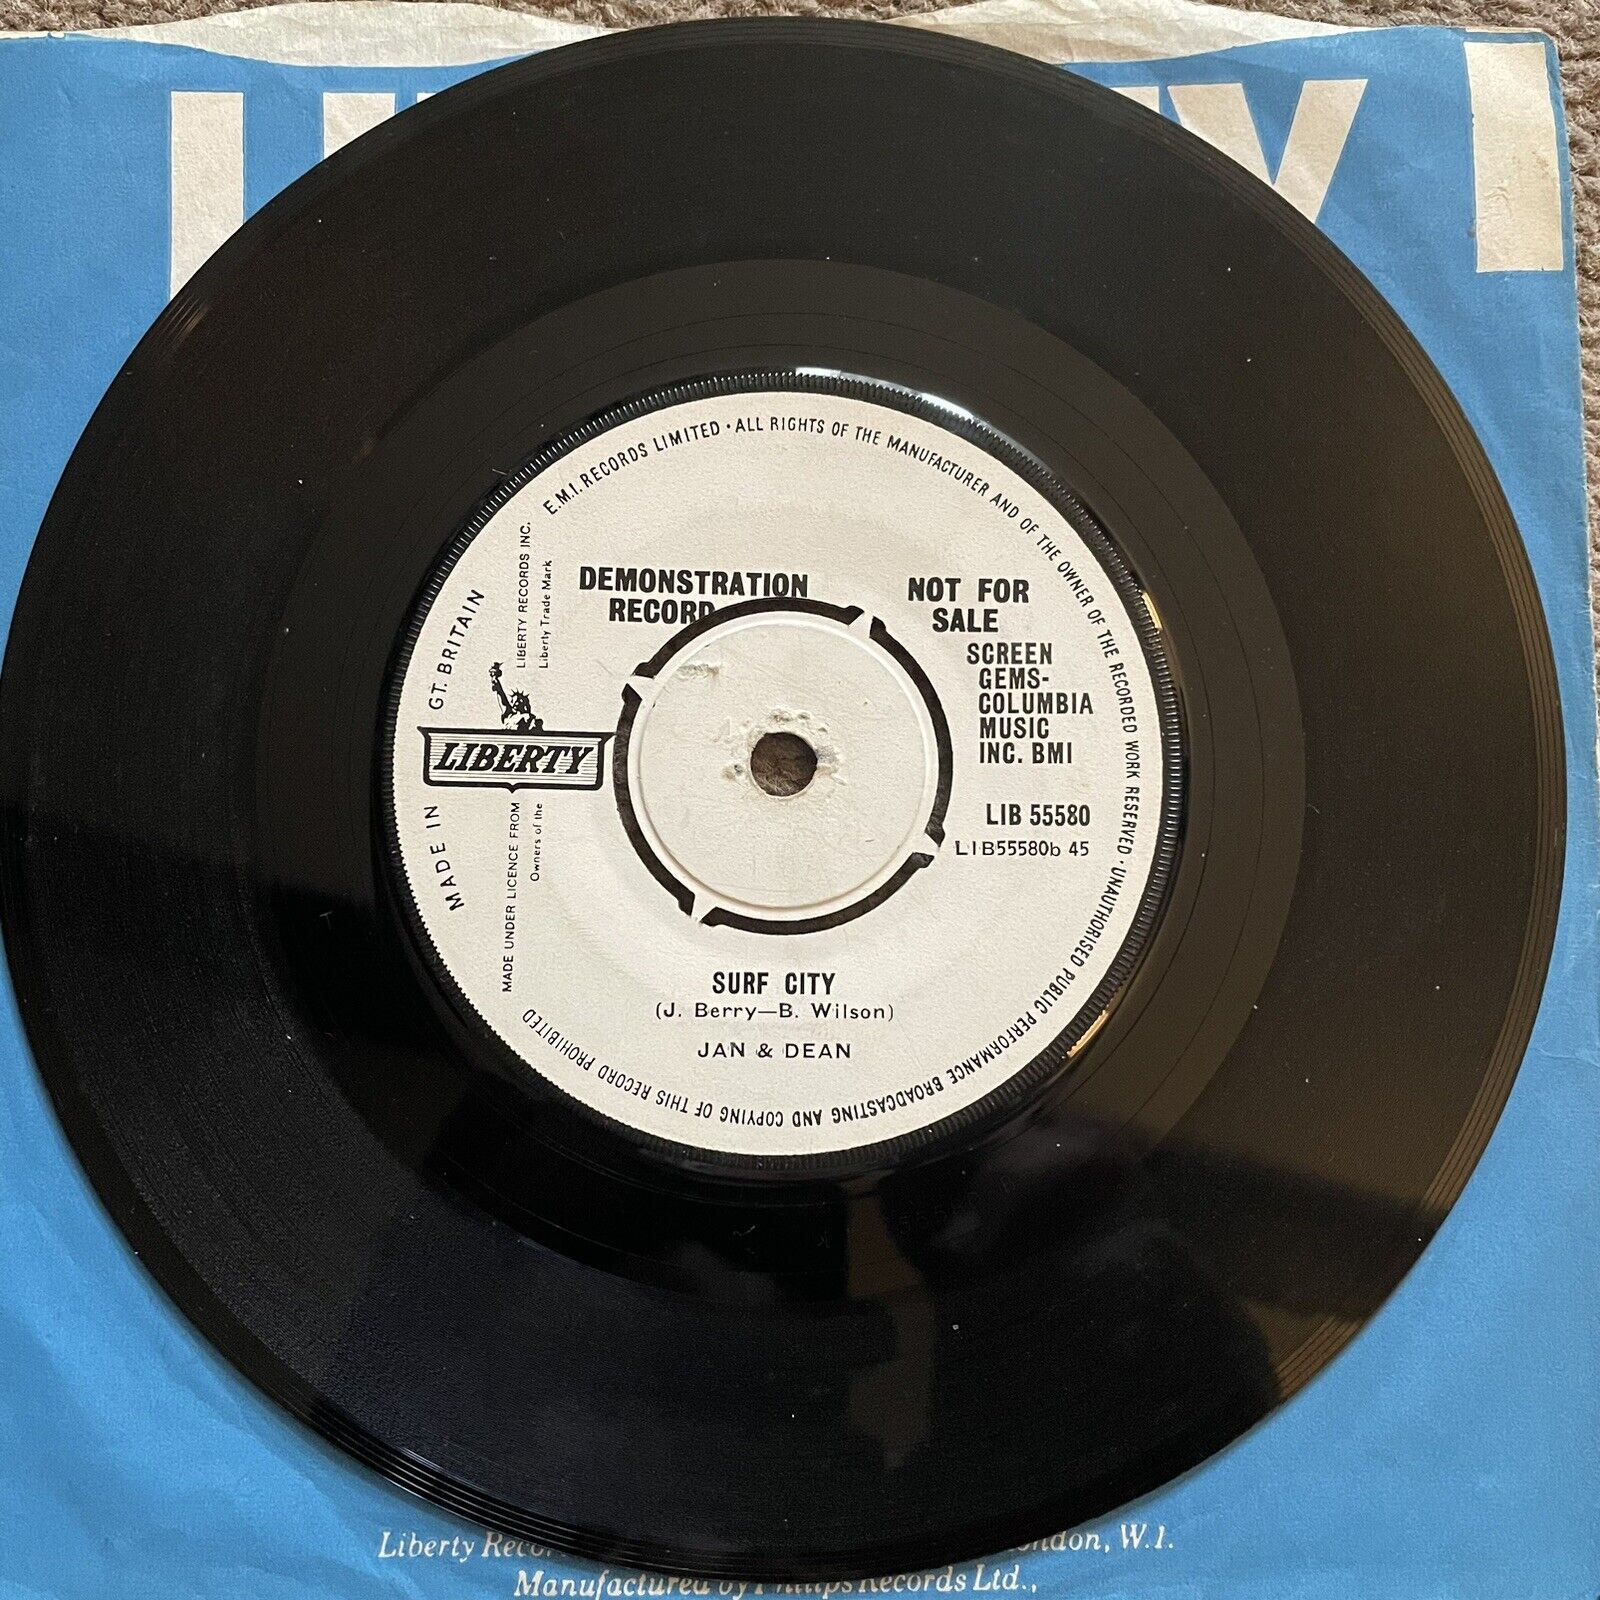 E.M.I. RECORDS LIMITED · ALL RIGHTS OF THE MANUFACTURER AND OF THE OWNER OF THE RECORDED WORK RESERVED · UNAUTHORISED PUBLIC PERFORMANCE BROADCASTING AND COPYING OF THIS RECORD PROHIBITED
MADE IN GT. BRITAIN
LIBERTY RECORDS INC.
Liberty Trade Mark
LIBERTY
MADE UNDER LICENCE FROM
Owners of the
DEMONSTRATION
RECORD
NOT FOR
SALE
SCREEN
GEMS-
COLUMBIA
MUSIC
INC. BMI
LIB 55580
LIB55580b 45
SURF CITY
(J. Berry—B. Wilson)
JAN & DEAN
Liberty London, W.1.
Manufactured by Philips Records Ltd.,